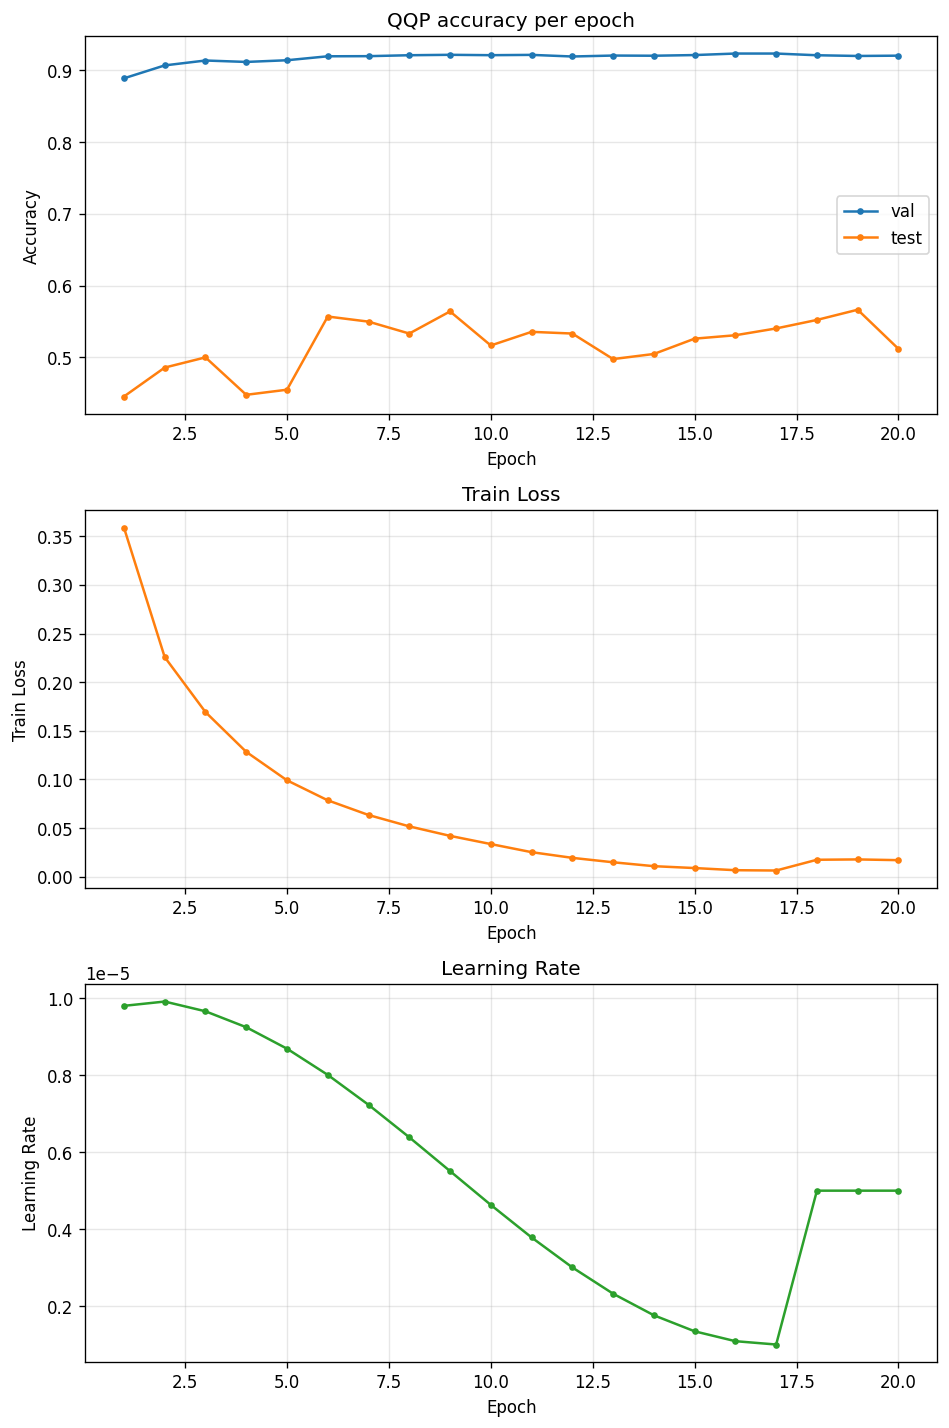 QQP accuracy per epoch
0.9
0.8
0.7
0.6
0.5
Accuracy
val
test
2.5 5.0 7.5 10.0 12.5 15.0 17.5 20.0
Epoch
Train Loss
0.35
0.30
0.25
0.20
0.15
0.10
0.05
0.00
Train Loss
2.5 5.0 7.5 10.0 12.5 15.0 17.5 20.0
Epoch
Learning Rate
1e−5
1.0
0.8
0.6
0.4
0.2
Learning Rate
2.5 5.0 7.5 10.0 12.5 15.0 17.5 20.0
Epoch